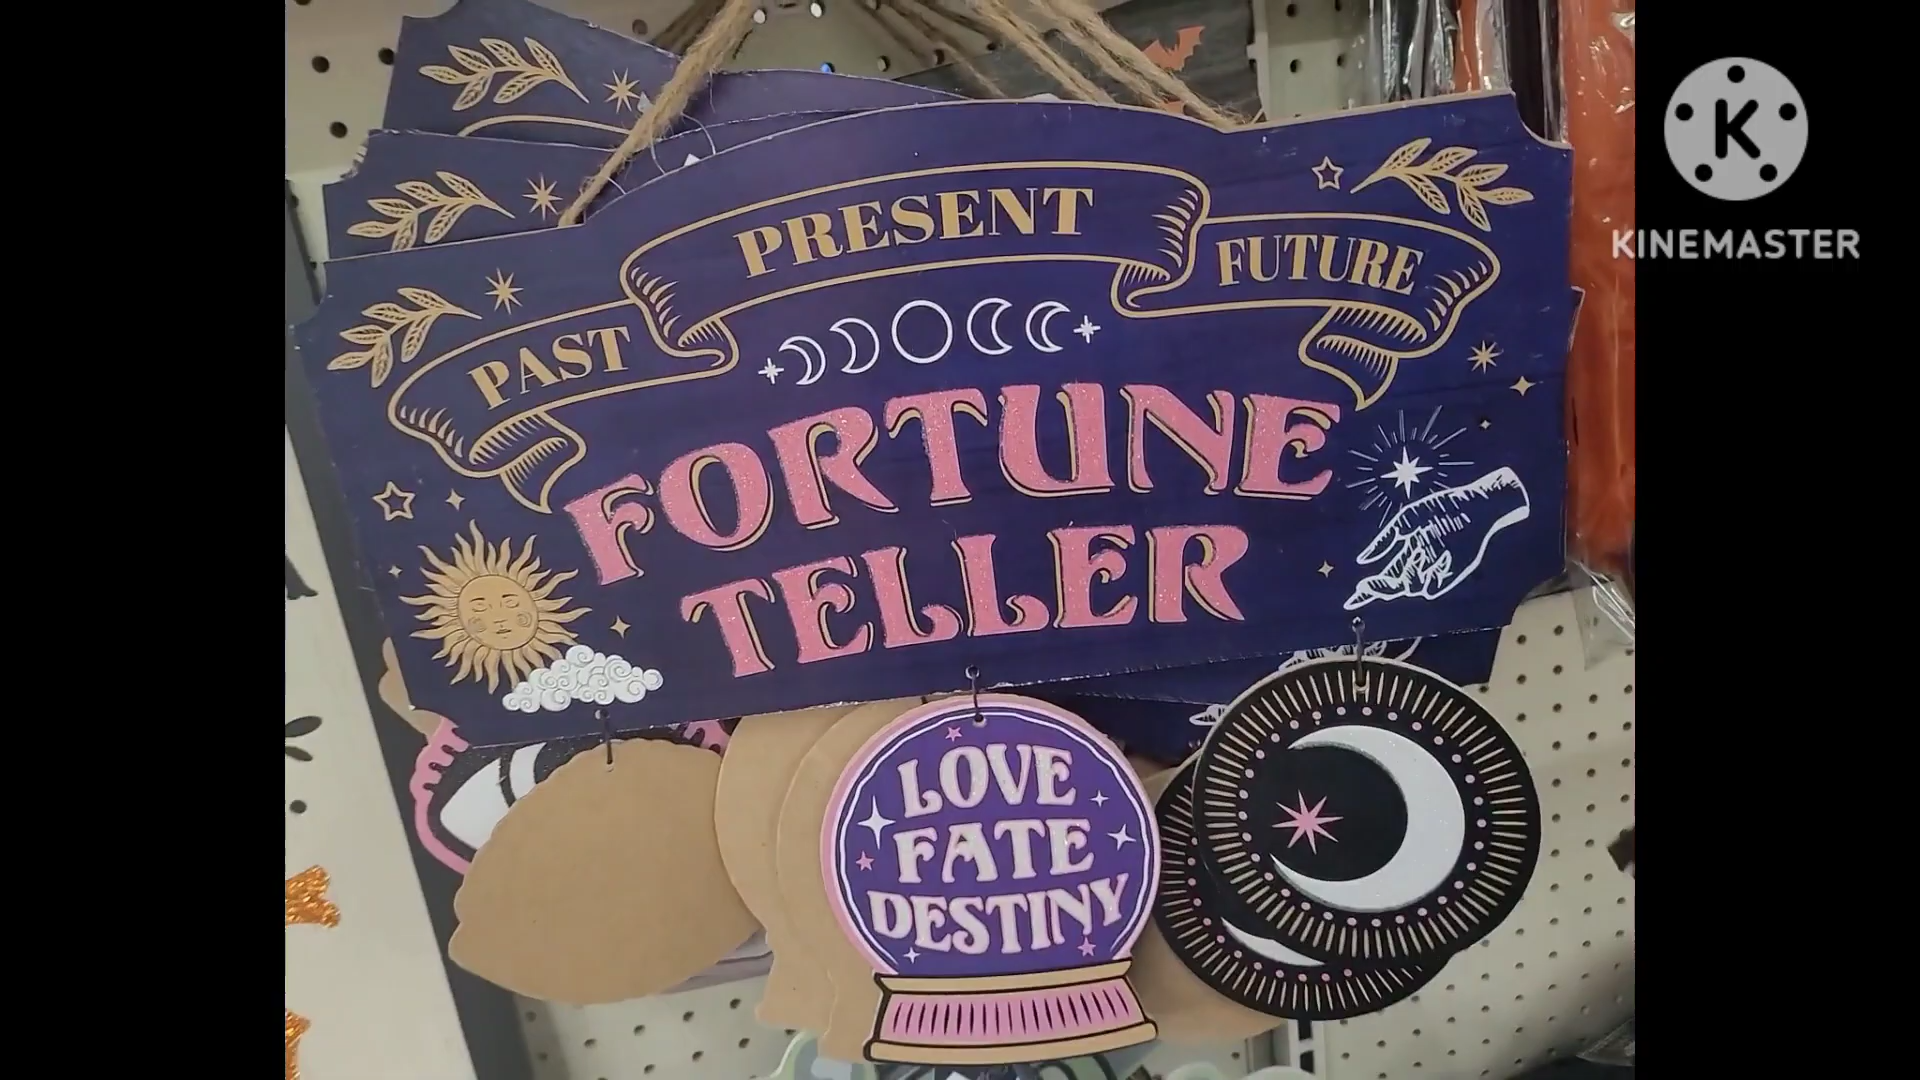 PAST PRESENT FUTURE
FORTUNE
TELLER
LOVE
FATE
DESTINY
K
KINEMASTER